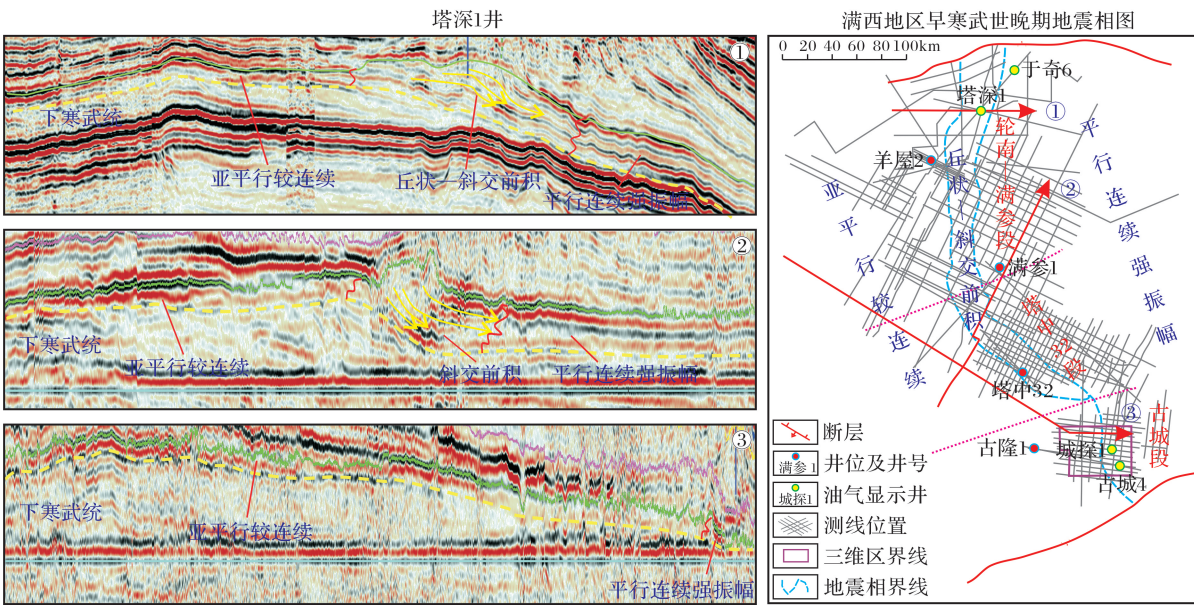 塔深1井
①
下寒武统
亚平行较连续
丘状—斜交前积
平行连续强振幅
②
下寒武统
亚平行较连续
斜交前积
平行连续强振幅
③
下寒武统
亚平行较连续
平行连续强振幅
满西地区早寒武世晚期地震相图
0 20 40 60 80 100km
于奇6
塔深1
①
轮南
满参段
羊屋2
②
丘状—斜交前积
平行连续强振幅
亚平行较连续
满参1
塔中32
③
古城段
古隆1
城探1
古城4
断层
满参1
井位及井号
城探1
油气显示井
测线位置
三维区界线
地震相界线